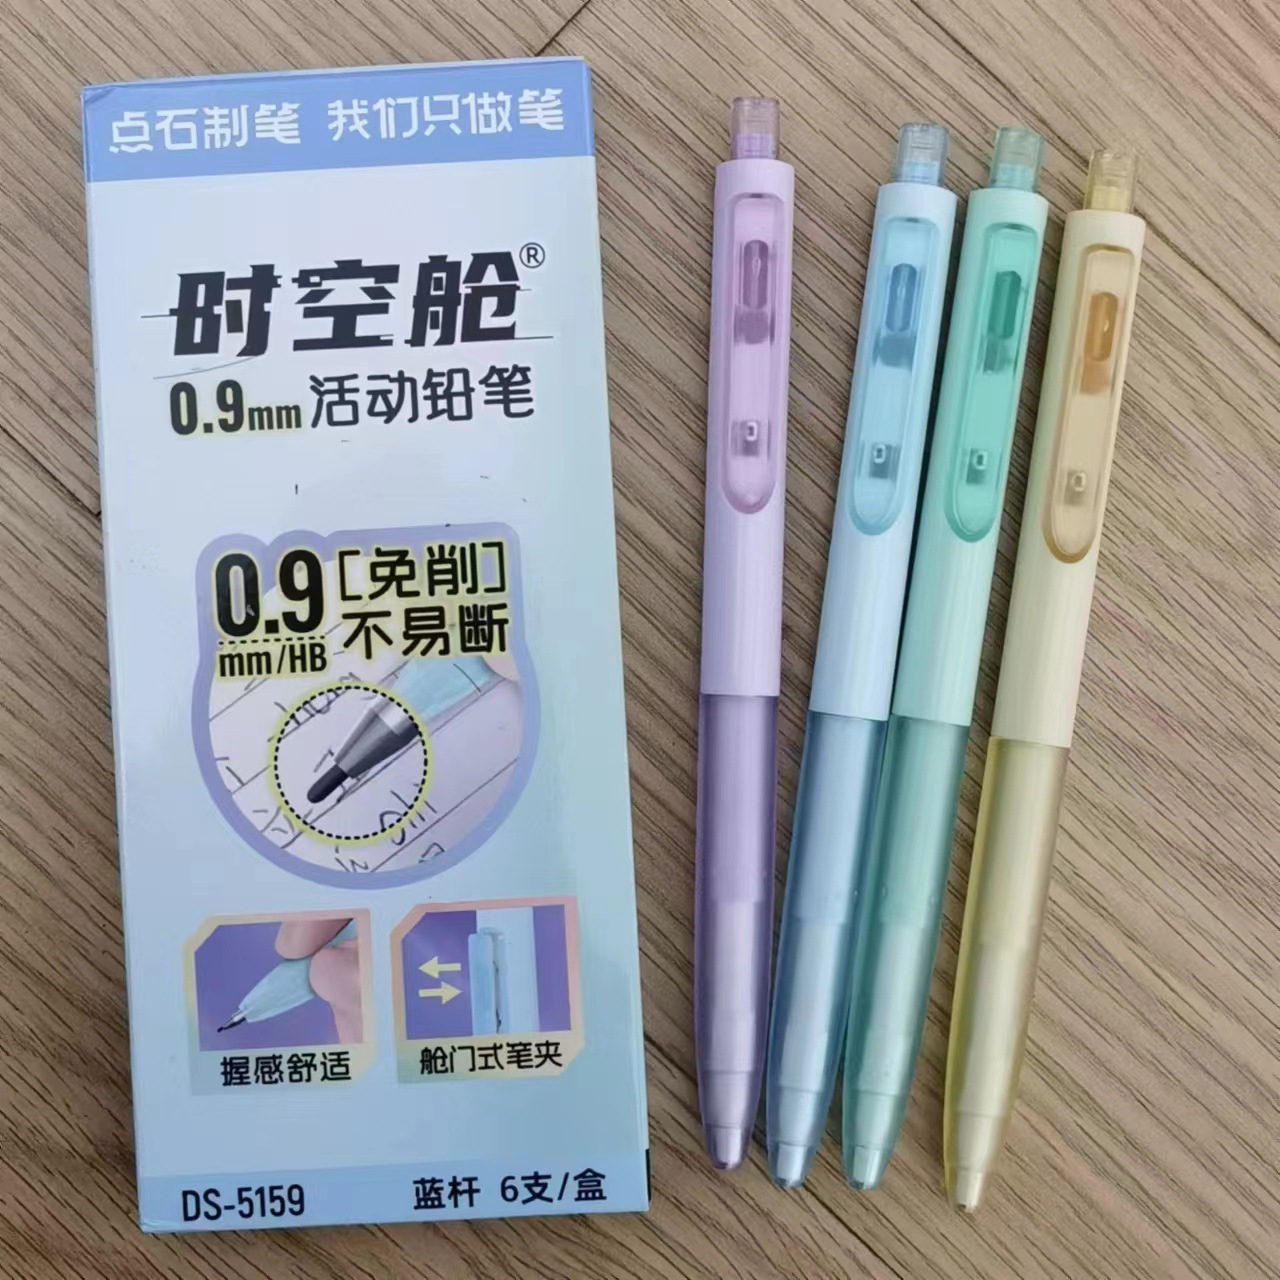 点石制笔 我们只做笔
时空舱®
0.9mm 活动铅笔
0.9 [免削]
mm/HB 不易断
握感舒适
舱门式笔夹
DS-5159
蓝杆 6支/盒